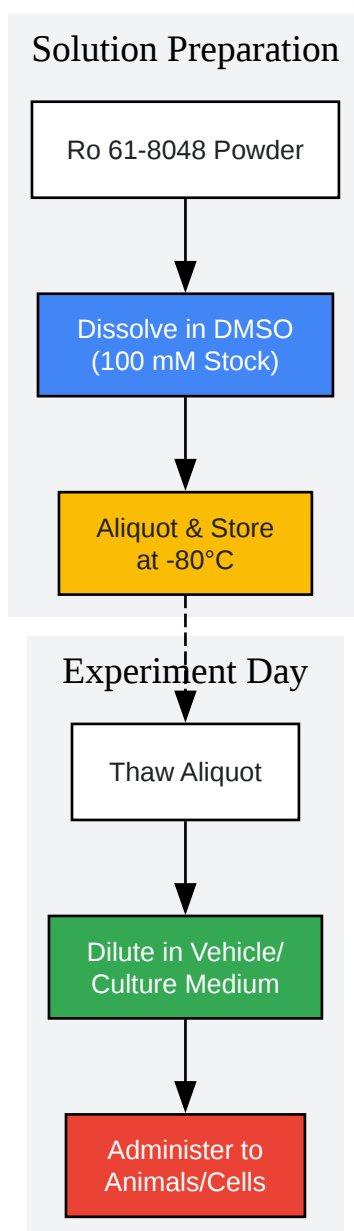 Solution Preparation
Ro 61-8048 Powder
Dissolve in DMSO
(100 mM Stock)
Aliquot & Store
at -80°C
Experiment Day
Thaw Aliquot
Dilute in Vehicle/
Culture Medium
Administer to
Animals/Cells